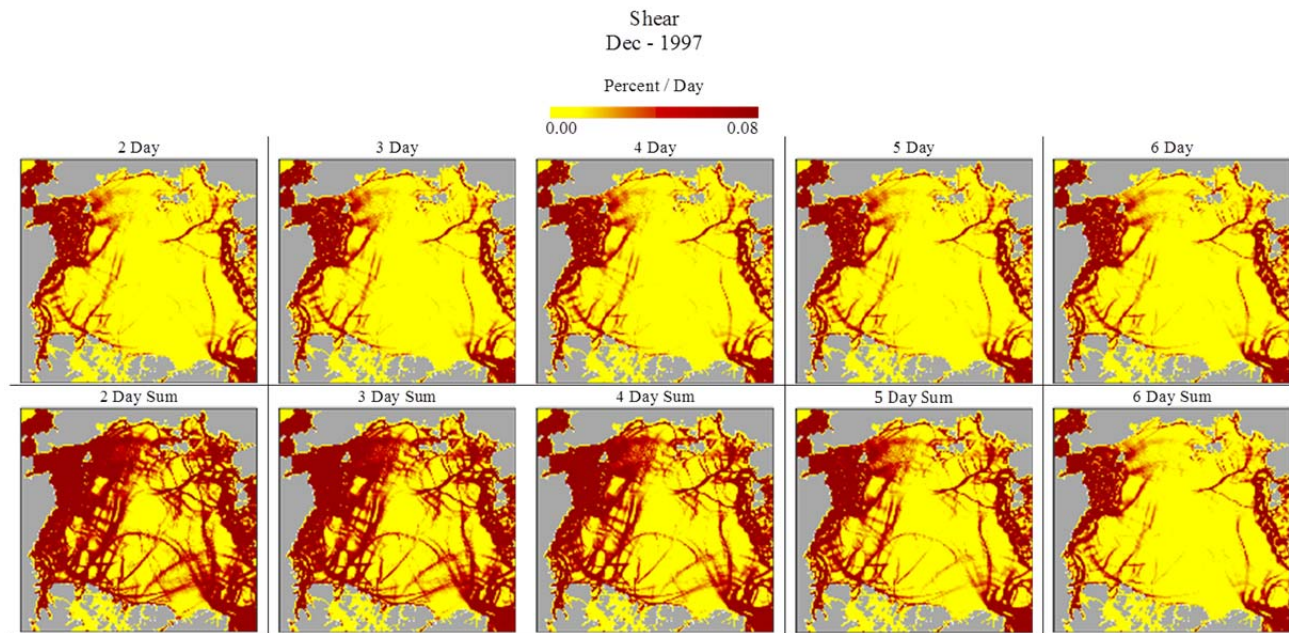 Shear
Dec - 1997
Percent / Day
0.00 0.08
2 Day 3 Day 4 Day 5 Day 6 Day
2 Day Sum 3 Day Sum 4 Day Sum 5 Day Sum 6 Day Sum